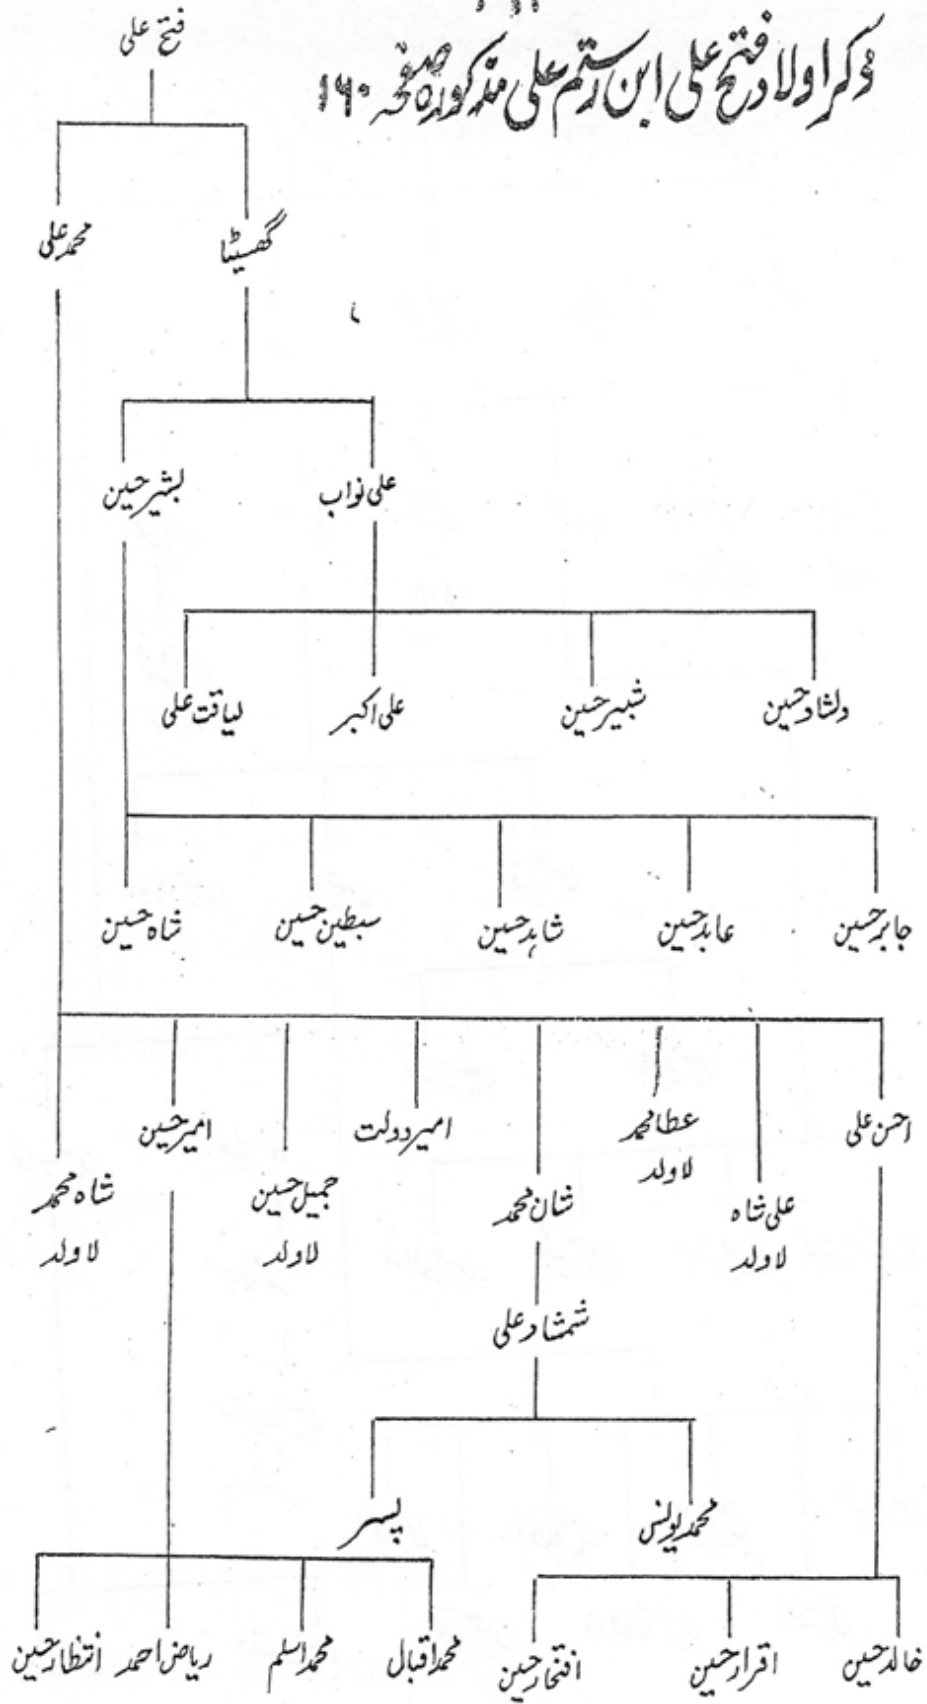 ذکر اولاد فتح علی ابن رستم علی مذکورہ صفحہ ۱۶۰
فتح علی
گھسیٹا
محمد علی
علی نواب
بشیر حسین
دلشاد حسین
شبیر حسین
علی اکبر
لیاقت علی
جابر حسین
عابد حسین
شاہد حسین
سبطین حسین
شاہ حسین
احسن علی
علی شاہ
لاولد
عطا محمد
لاولد
شان محمد
امیر دولت
جمیل حسین
لاولد
امیر حسین
شاہ محمد
لاولد
شمشاد علی
محمد یونس
پسر
خالد حسین
اقرار حسین
افتخار حسین
محمد اقبال
محمد اسلم
ریاض احمد
انتظار حسین